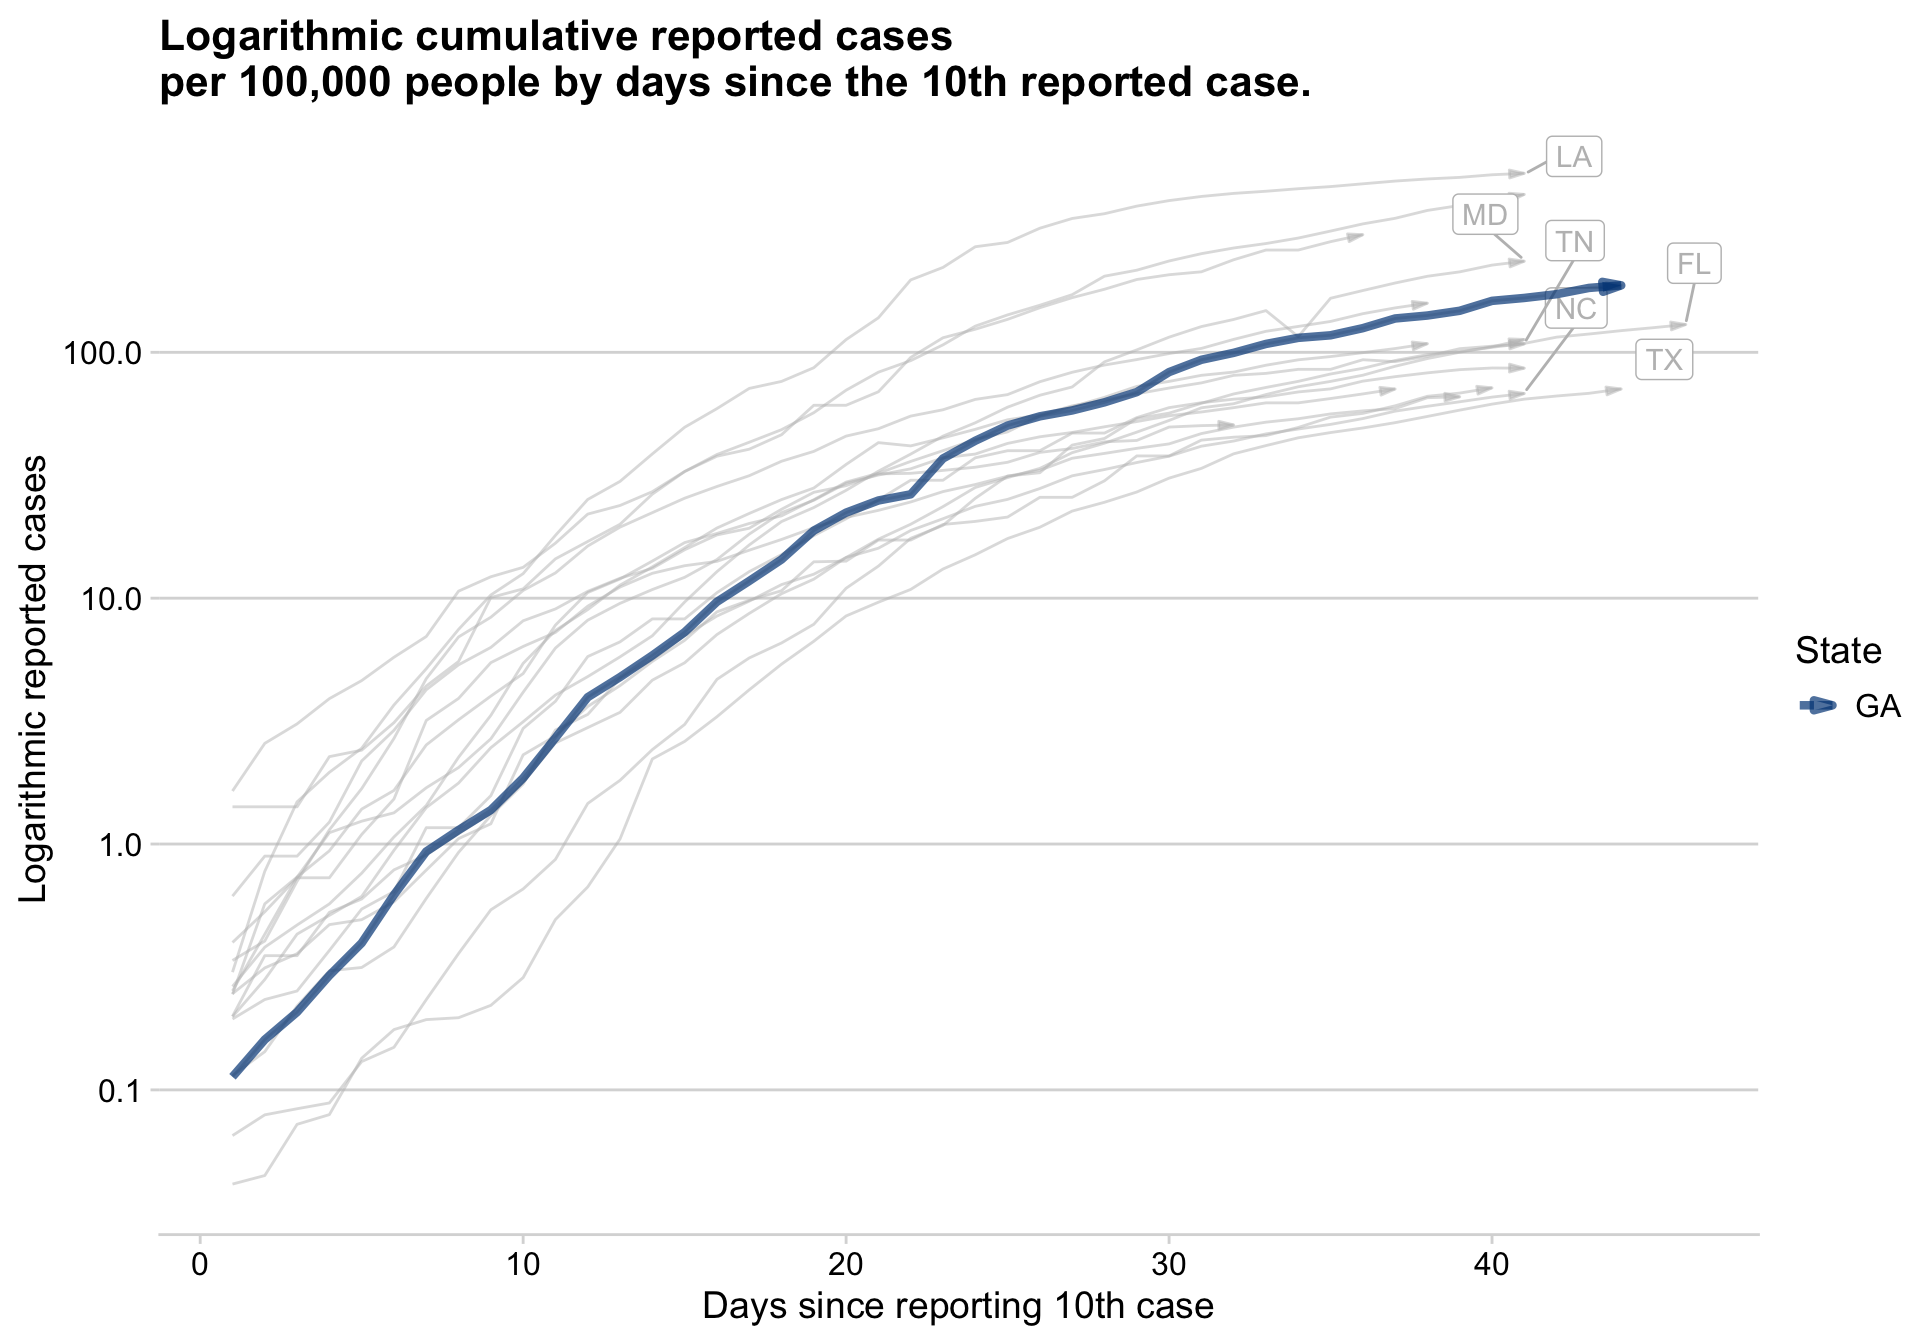 Logarithmic cumulative reported cases
per 100,000 people by days since the 10th reported case.
LA
MD
TN
FL
NC
TX
100.0
10.0
1.0
0.1
Logarithmic reported cases
0
10
20
30
40
Days since reporting 10th case
State
GA